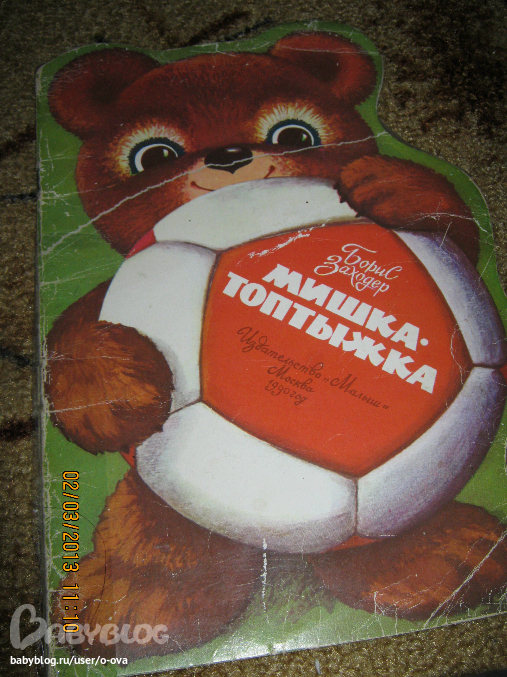 Борис
Заходер
МИШКА-
ТОПТЫЖКА
Издательство «Малыш»
Москва
1990 год
02/03/2013 11:10
BABYBLOG
babyblog.ru/user/o-ova